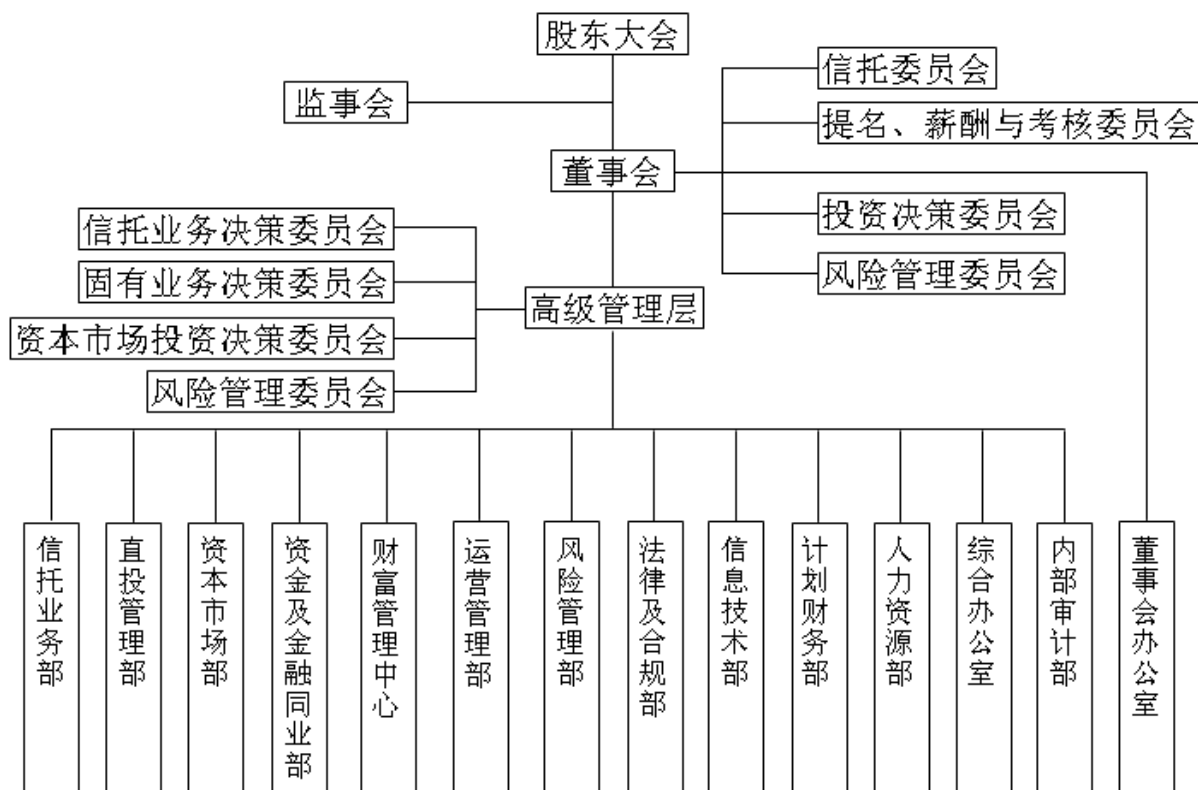 股东大会
信托委员会
监事会
提名、薪酬与考核委员会
董事会
信托业务决策委员会
投资决策委员会
固有业务决策委员会
风险管理委员会
高级管理层
资本市场投资决策委员会
风险管理委员会
信托业务部
直投管理部
资本市场部
资金及金融同业部
财富管理中心
运营管理部
风险管理部
法律及合规部
信息技术部
计划财务部
人力资源部
综合办公室
内部审计部
董事会办公室